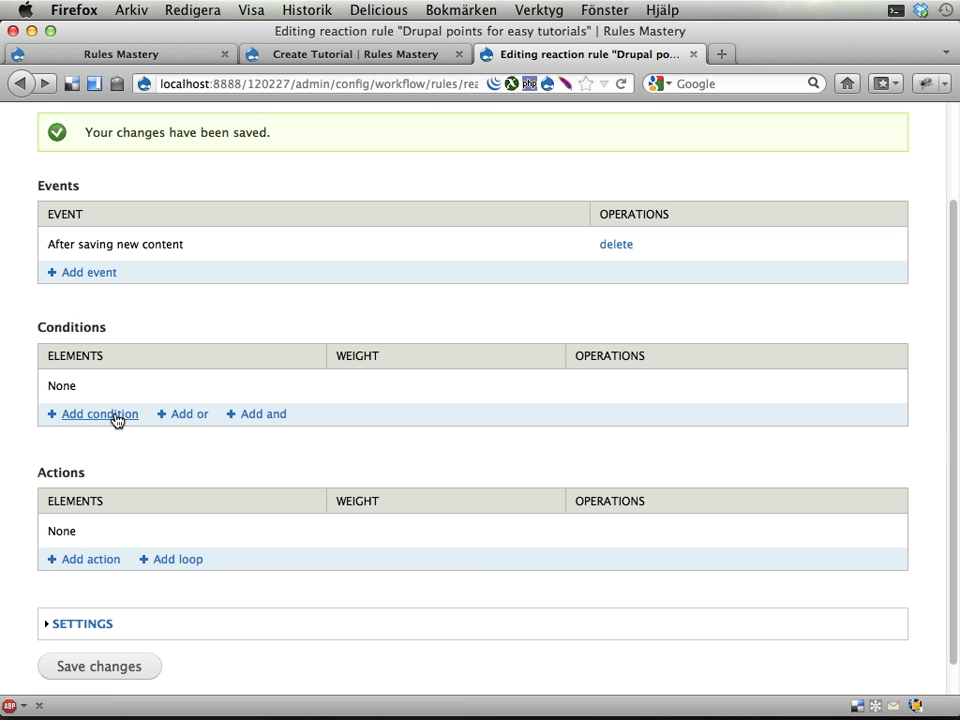 Firefox Arkiv Redigera Visa Historik Delicious Bokmärken Verktyg Fönster Hjälp
Editing reaction rule "Drupal points for easy tutorials" | Rules Mastery
Rules Mastery
Create Tutorial | Rules Mastery
Editing reaction rule "Drupal po...
localhost:8888/120227/admin/config/workflow/rules/rea
php
Google
Your changes have been saved.
Events
EVENT OPERATIONS
After saving new content delete
Add event
Conditions
ELEMENTS WEIGHT OPERATIONS
None
Add condition Add or Add and
Actions
ELEMENTS WEIGHT OPERATIONS
None
Add action Add loop
SETTINGS
Save changes
ABP